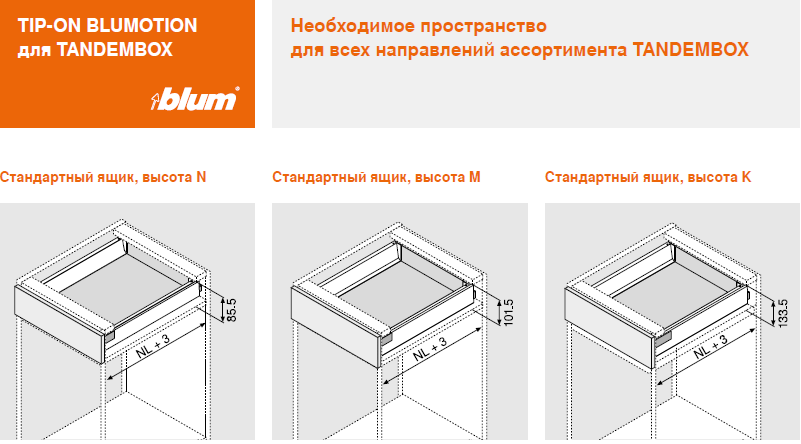 TIP-ON BLUMOTION
для TANDEMBOX
blum®
Необходимое пространство
для всех направлений ассортимента TANDEMBOX
Стандартный ящик, высота N
Стандартный ящик, высота M
Стандартный ящик, высота K
85.5
NL + 3
101.5
NL + 3
133.5
NL + 3